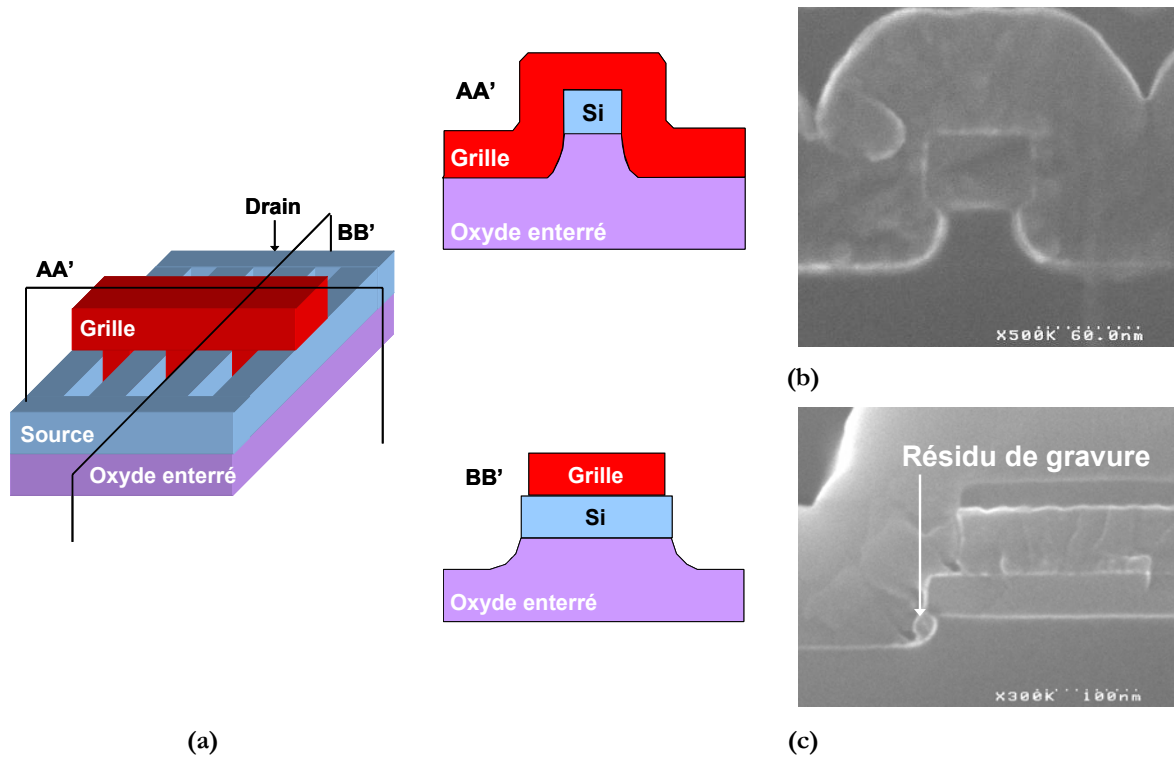 Drain
BB’
AA’
Grille
Source
Oxyde enterré
(a)
AA’
Si
Grille
Oxyde enterré
BB’
Grille
Si
Oxyde enterré
X500K 60.0nm
(b)
Résidu de gravure
X300K 100nm
(c)